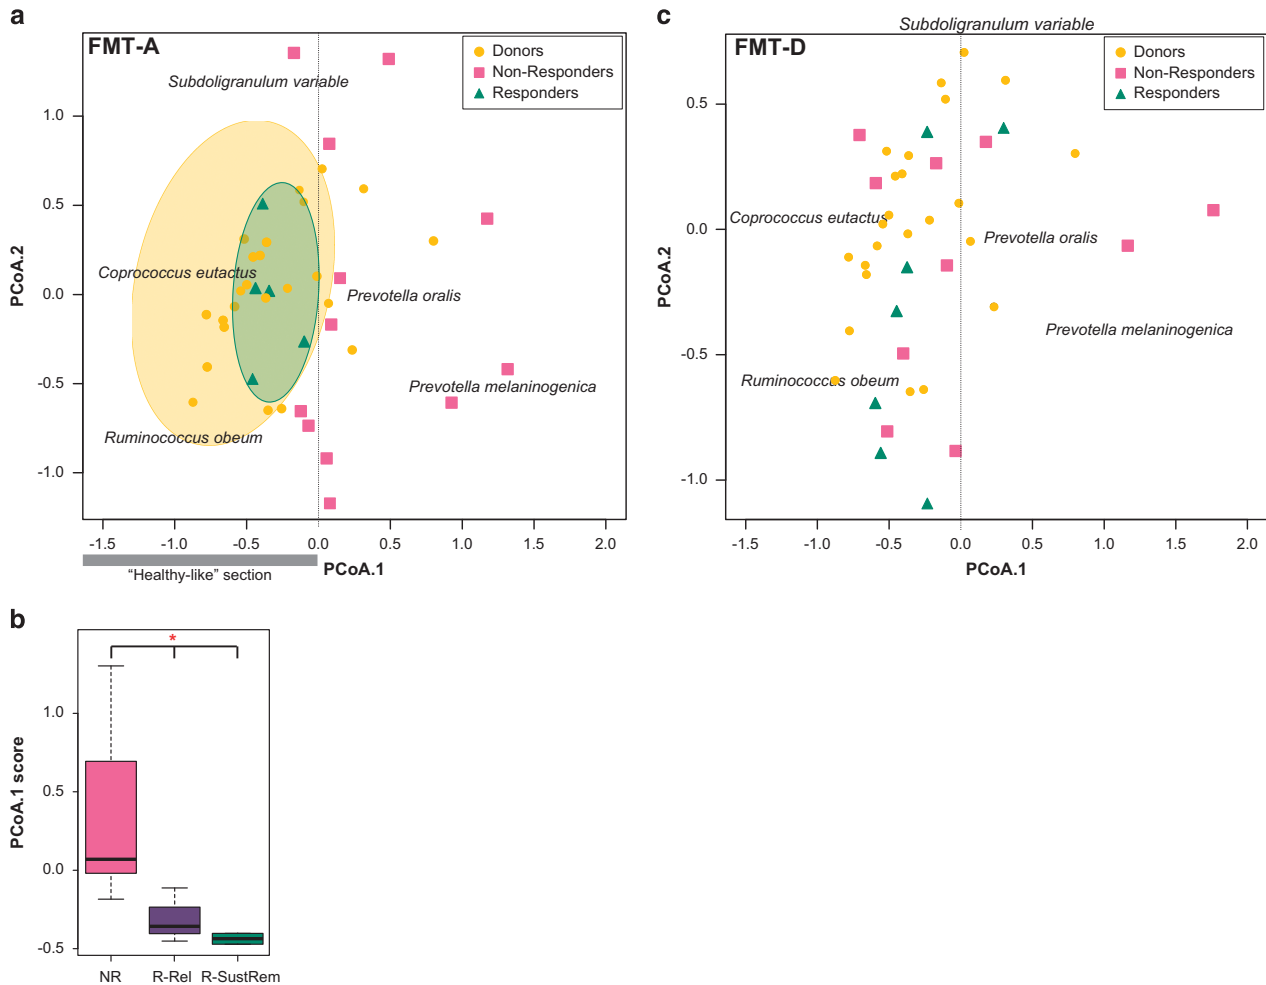 a
FMT-A
Donors
Non-Responders
Responders
Subdoligranulum variable
Coprococcus eutactus
Prevotella oralis
Prevotella melaninogenica
Ruminococcus obeum
PCoA.2
1.0
0.5
0.0
-0.5
-1.0
-1.5 -1.0 -0.5 0.0 0.5 1.0 1.5 2.0
PCoA.1
“Healthy-like” section
c
Subdoligranulum variable
FMT-D
Donors
Non-Responders
Responders
Coprococcus eutactus
Prevotella oralis
Prevotella melaninogenica
Ruminococcus obeum
PCoA.2
0.5
0.0
-0.5
-1.0
-1.5 -1.0 -0.5 0.0 0.5 1.0 1.5 2.0
PCoA.1
b
*
PCoA.1 score
1.0
0.5
0.0
-0.5
NR R-Rel R-SustRem